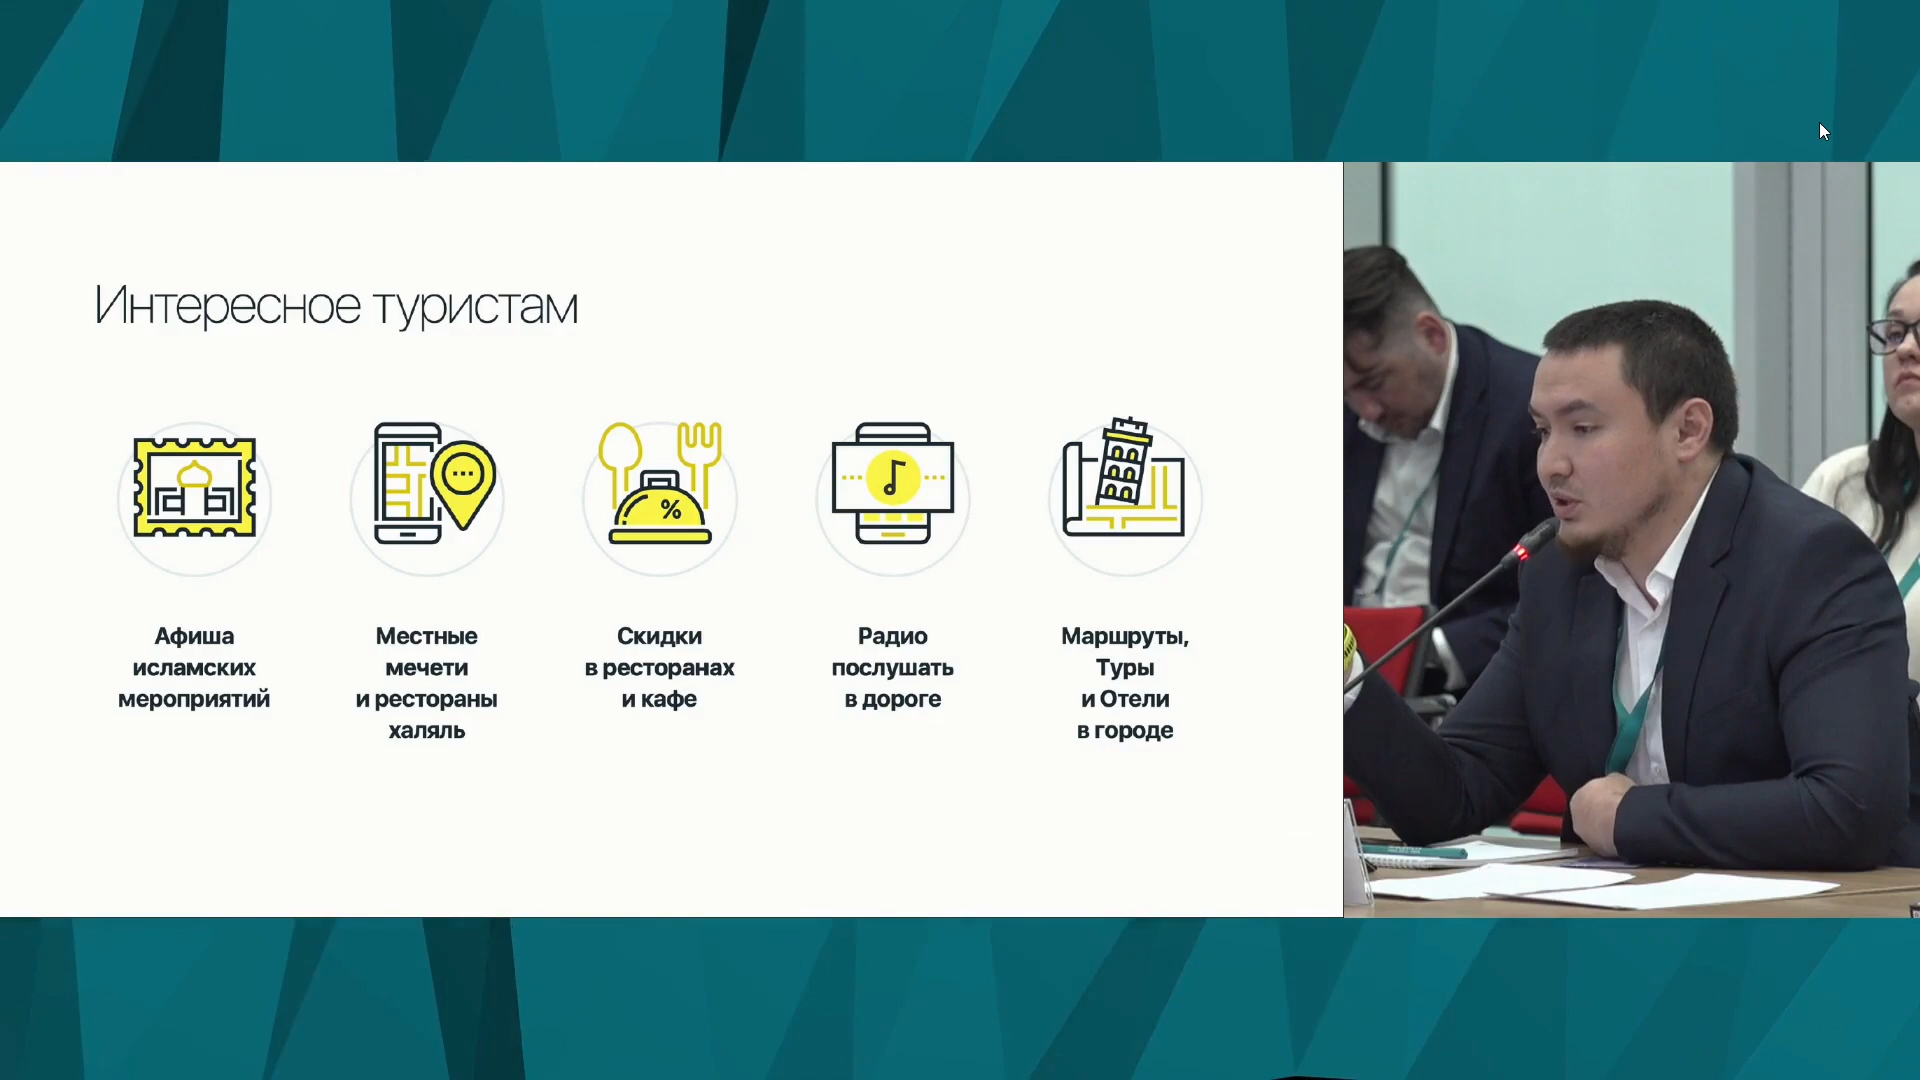 Интересное туристам
%
Афиша
исламских
мероприятий
Местные
мечети
и рестораны
халяль
Скидки
в ресторанах
и кафе
Радио
послушать
в дороге
Маршруты,
Туры
и Отели
в городе